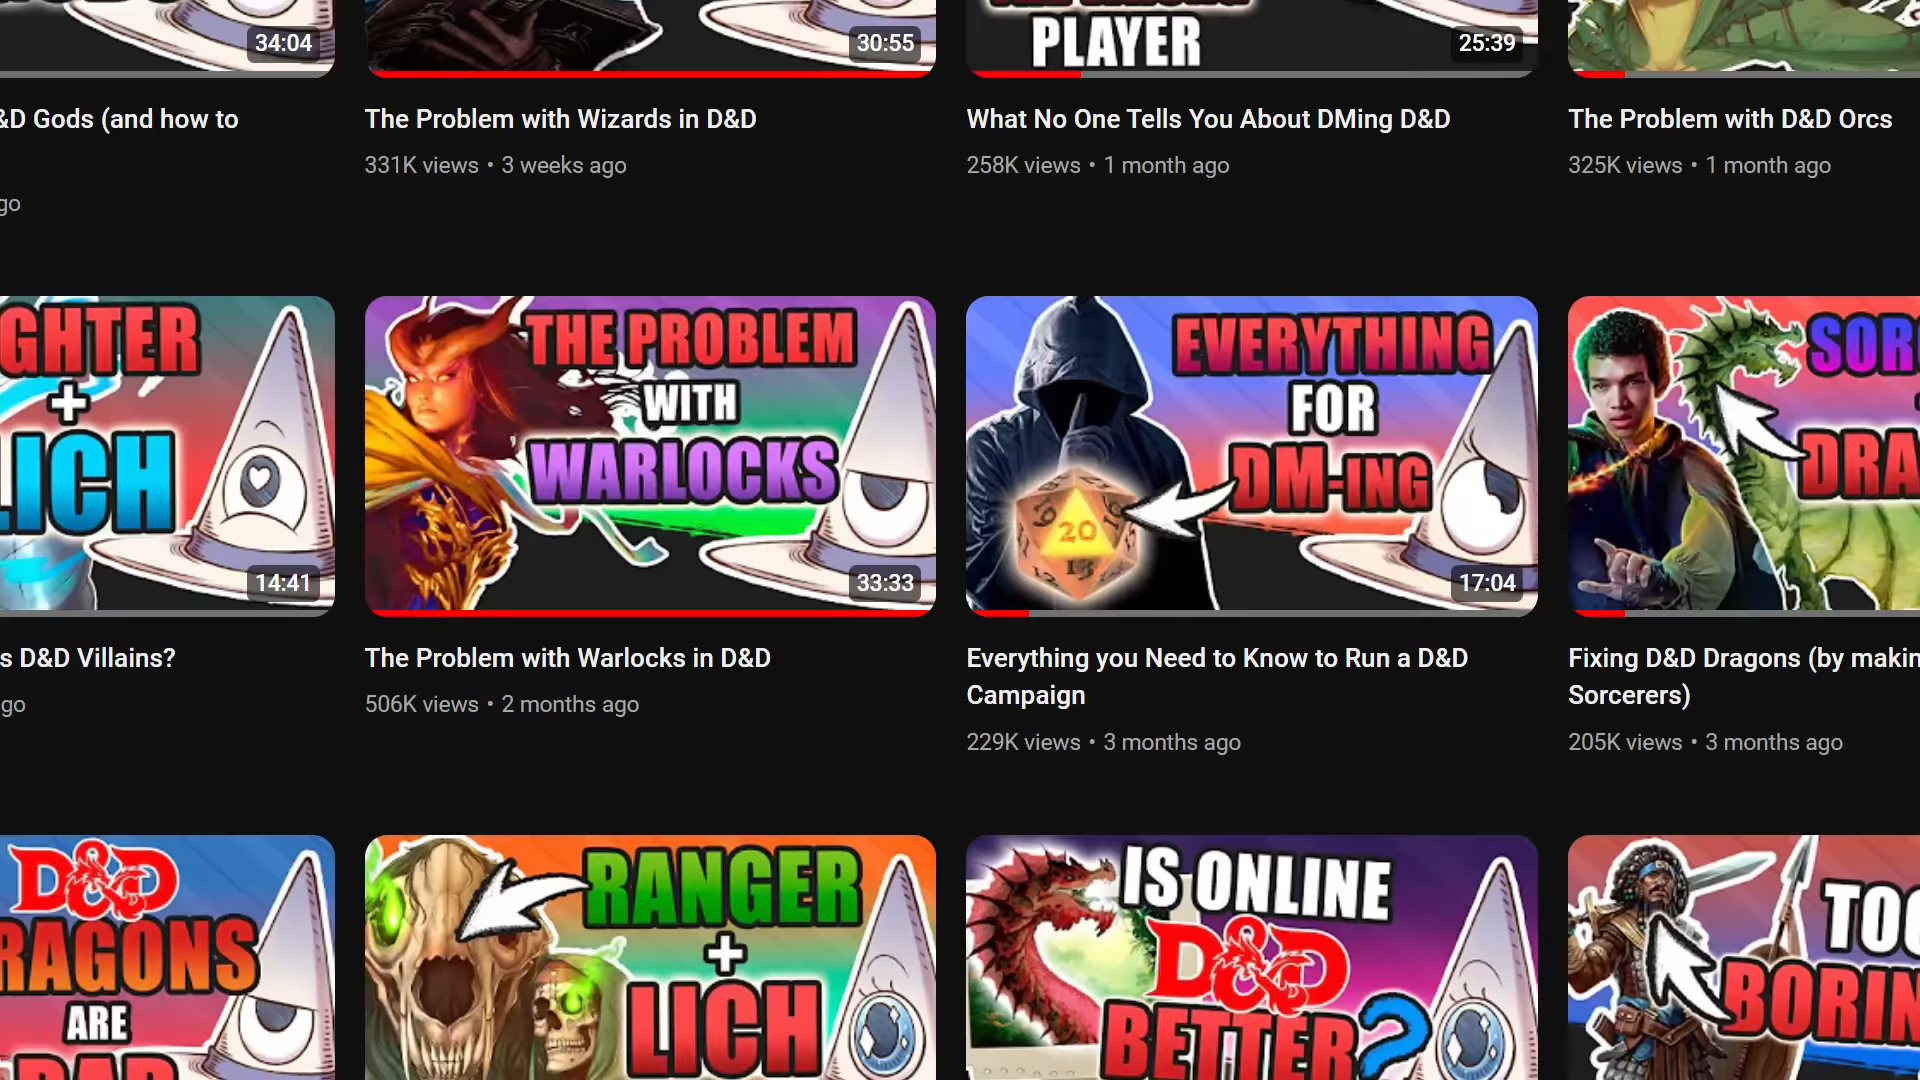 34:04
30:55
PLAYER
25:39
&D Gods (and how to
go
The Problem with Wizards in D&D
331K views • 3 weeks ago
What No One Tells You About DMing D&D
258K views • 1 month ago
The Problem with D&D Orcs
325K views • 1 month ago
GHTER
+
LICH
14:41
THE PROBLEM
WITH
WARLOCKS
33:33
EVERYTHING
FOR
DM-ING
20
19
13
17:04
SOR
DRA
s D&D Villains?
go
The Problem with Warlocks in D&D
506K views • 2 months ago
Everything you Need to Know to Run a D&D
Campaign
229K views • 3 months ago
Fixing D&D Dragons (by makin
Sorcerers)
205K views • 3 months ago
D&D
RAGONS
ARE
RANGER
+
LICH
IS ONLINE
D&D
BETTER?
TOO
BORIN